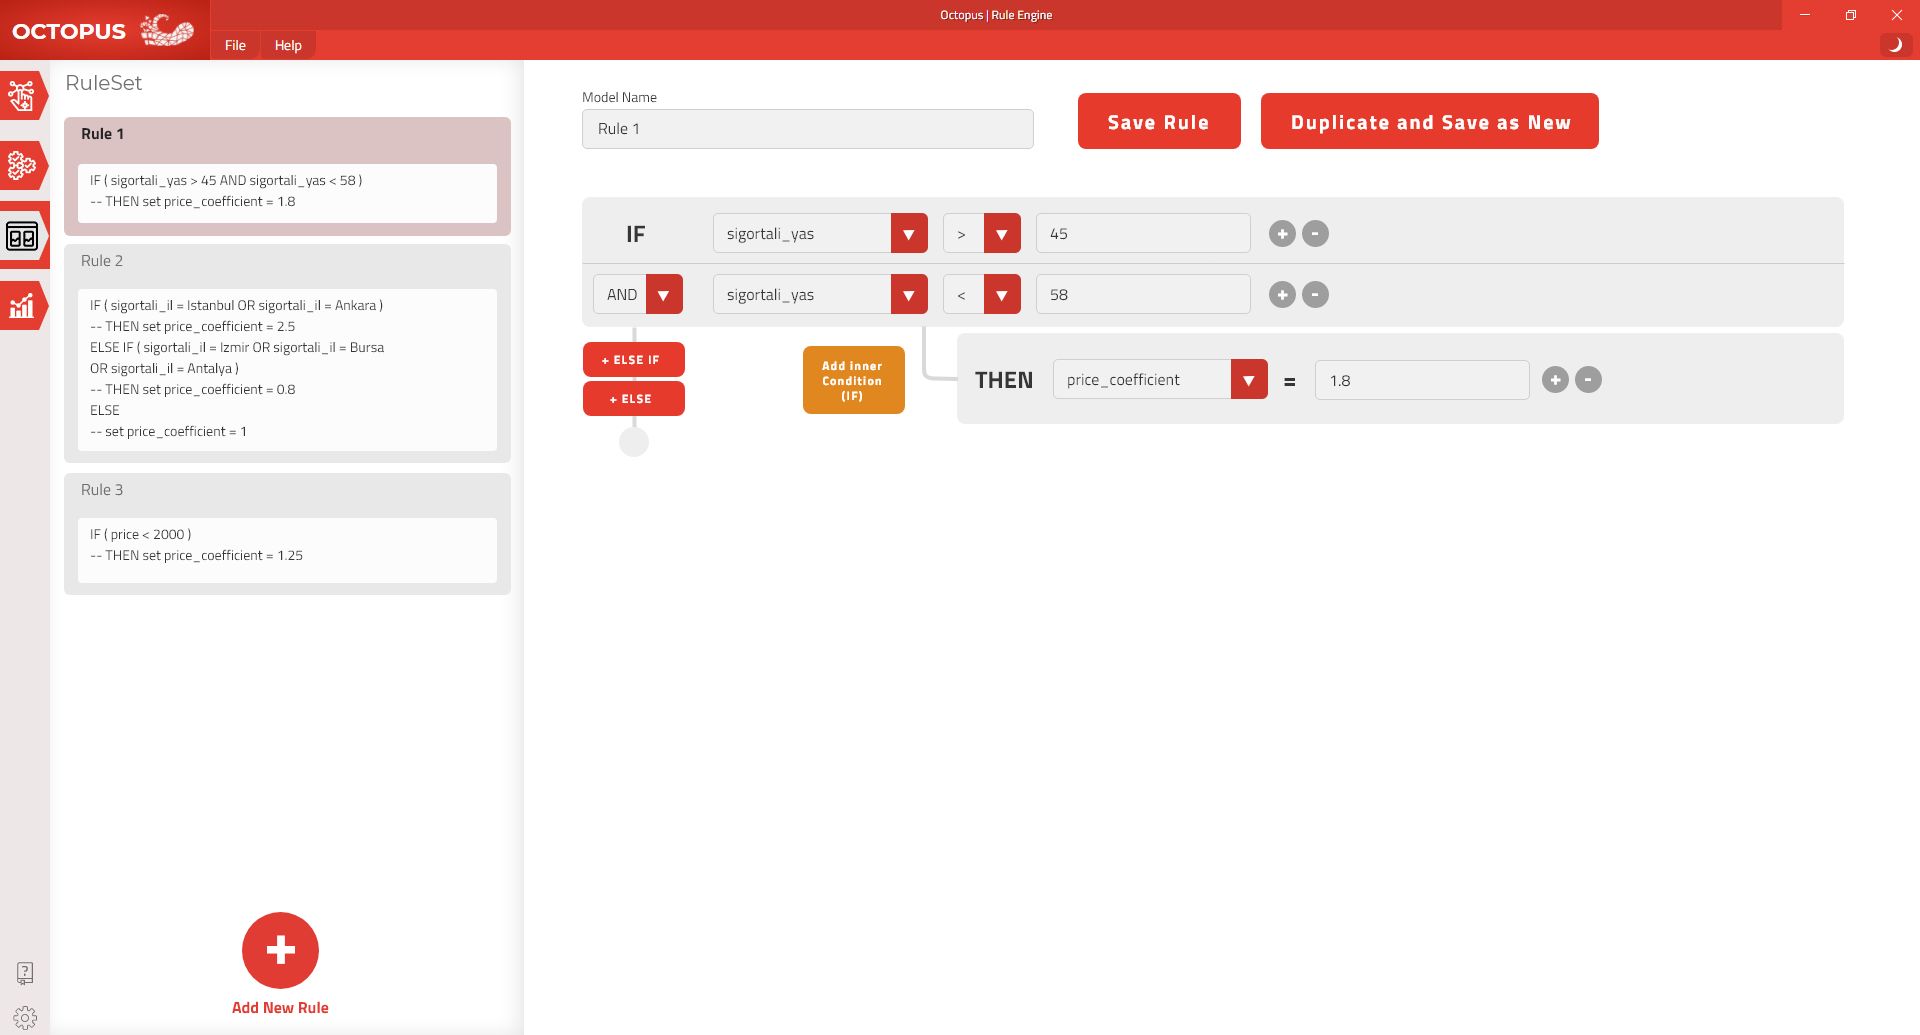 OCTOPUS
Octopus | Rule Engine
File
Help
RuleSet
Rule 1
IF ( sigortali_yas > 45 AND sigortali_yas < 58 )
-- THEN set price_coefficient = 1.8
Rule 2
IF ( sigortali_il = Istanbul OR sigortali_il = Ankara )
-- THEN set price_coefficient = 2.5
ELSE IF ( sigortali_il = Izmir OR sigortali_il = Bursa
OR sigortali_il = Antalya )
-- THEN set price_coefficient = 0.8
ELSE
-- set price_coefficient = 1
Rule 3
IF ( price < 2000 )
-- THEN set price_coefficient = 1.25
+
Add New Rule
Model Name
Rule 1
Save Rule
Duplicate and Save as New
IF sigortali_yas > 45 + -
AND sigortali_yas < 58 + -
+ ELSE IF
+ ELSE
Add inner
Condition
(IF)
THEN price_coefficient = 1.8 + -